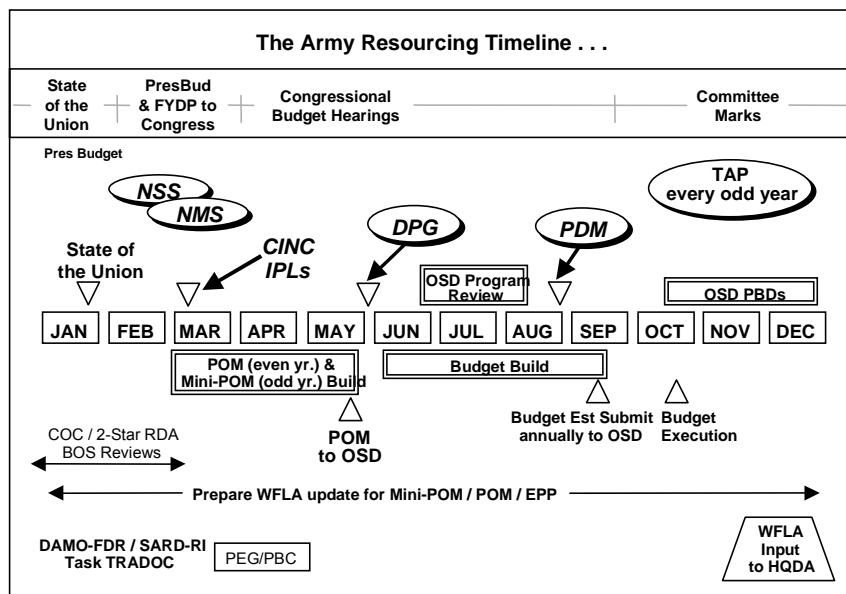 The Army Resourcing Timeline . . .
State
of the
Union
PresBud
& FYDP to
Congress
Congressional
Budget Hearings
Committee
Marks
Pres Budget
NSS
NMS
TAP
every odd year
DPG
PDM
CINC
IPLs
State of
the Union
OSD Program
Review
OSD PBDs
JAN FEB MAR APR MAY JUN JUL AUG SEP OCT NOV DEC
POM (even yr.) &
Mini-POM (odd yr.) Build
Budget Build
POM
to OSD
Budget Est Submit
annually to OSD
Budget
Execution
COC / 2-Star RDA
BOS Reviews
Prepare WFLA update for Mini-POM / POM / EPP
DAMO-FDR / SARD-RI
Task TRADOC
PEG/PBC
WFLA
Input
to HQDA